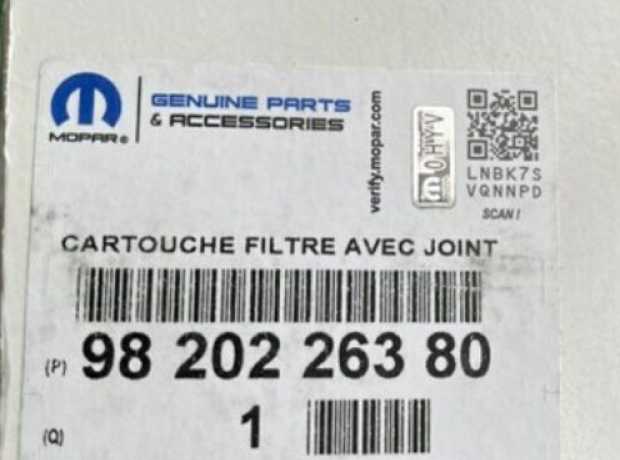 MOPAR®
GENUINE PARTS
& ACCESSORIES
verify.mopar.com
OHYV
LNBK7S
VQNNPD
SCAN!
CARTOUCHE FILTRE AVEC JOINT
(P) 98 202 263 80
(Q) 1